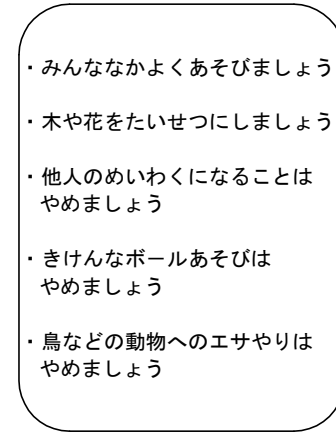 ・みんななかよくあそびましょう
・木や花をたいせつにしましょう
・他人のめいわくになることは
やめましょう
・きけんなボールあそびは
やめましょう
・鳥などの動物へのエサやりは
やめましょう